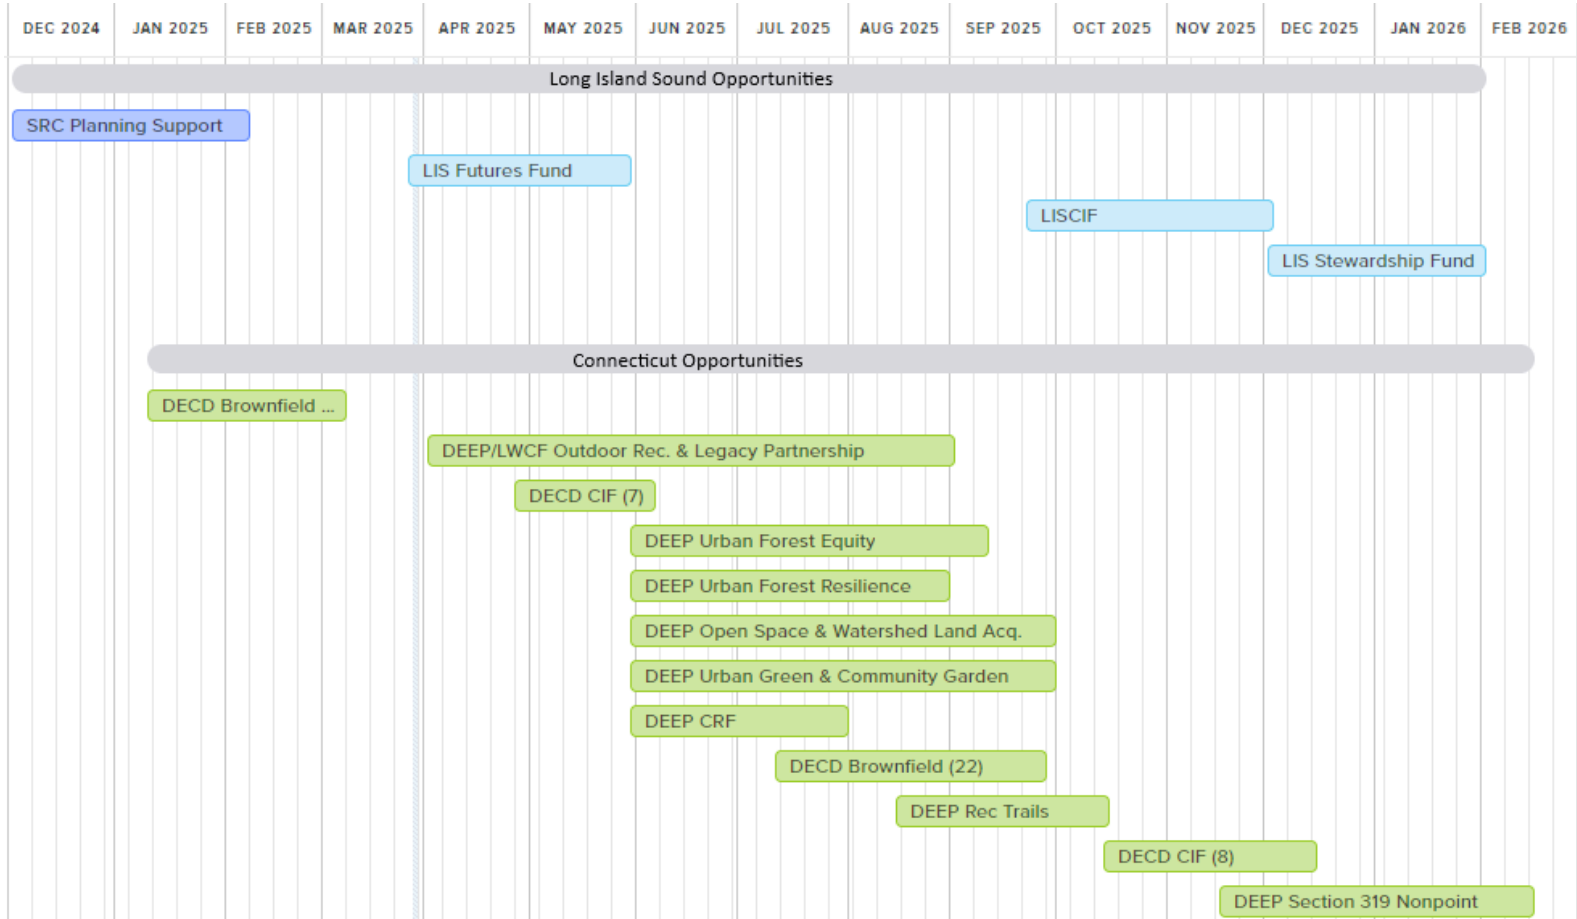 DEC 2024 JAN 2025 FEB 2025 MAR 2025 APR 2025 MAY 2025 JUN 2025 JUL 2025 AUG 2025 SEP 2025 OCT 2025 NOV 2025 DEC 2025 JAN 2026 FEB 2026
Long Island Sound Opportunities
SRC Planning Support
LIS Futures Fund
LISCIF
LIS Stewardship Fund
Connecticut Opportunities
DECD Brownfield ...
DEEP/LWCF Outdoor Rec. & Legacy Partnership
DECD CIF (7)
DEEP Urban Forest Equity
DEEP Urban Forest Resilience
DEEP Open Space & Watershed Land Acq.
DEEP Urban Green & Community Garden
DEEP CRF
DECD Brownfield (22)
DEEP Rec Trails
DECD CIF (8)
DEEP Section 319 Nonpoint